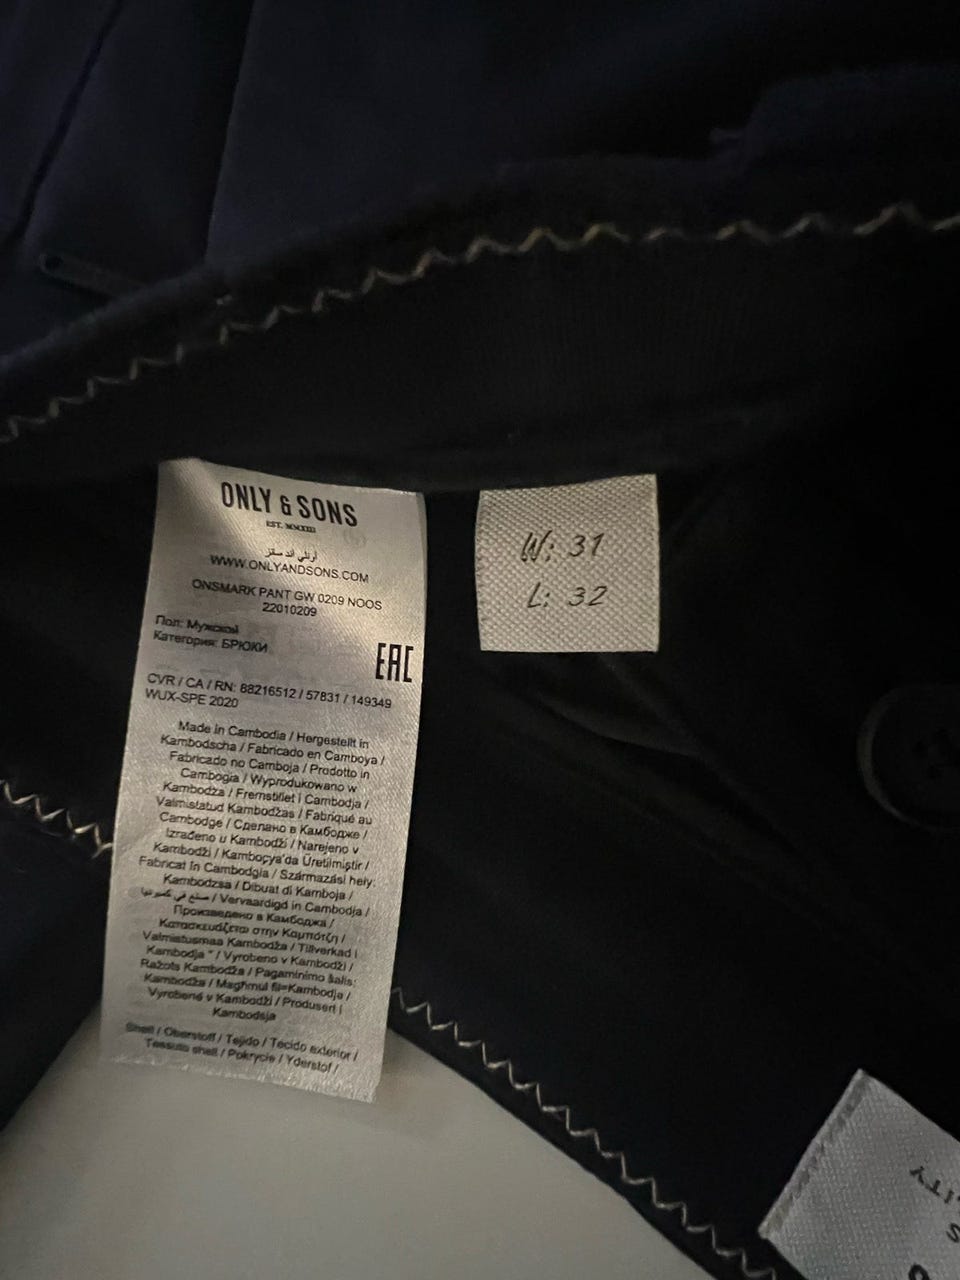 ONLY & SONS
EST. MMXIII
أونلي أند سنز
WWW.ONLYANDSONS.COM
ONSMARK PANT GW 0209 NOOS
22010209
Пол: Мужской
Категория: БРЮКИ
EAC
CVR / CA / RN: 88216512 / 57831 / 149349
WUX-SPE 2020
Made in Cambodia / Hergestellt in
Kambodscha / Fabricado en Camboya /
Fabricado no Camboja / Prodotto in
Cambogia / Wyprodukowano w
Kambodża / Fremstillet i Cambodja /
Valmistatud Kambodžas / Fabriqué au
Cambodge / Сделано в Камбодже /
Izrađeno u Kambodži / Narejeno v
Kambodži / Kamboçya'da Üretilmiştir /
Fabricat în Cambodgia / Származási hely:
Kambodzsa / Dibuat di Kamboja /
صنع في كمبوديا / Vervaardigd in Cambodja /
Произведено в Камбоджа /
Κατασκευάζεται στην Καμπότζη /
Valmistusmaa Kambodža / Tillverkad i
Kambodja " / Vyrobeno v Kambodži /
Ražots Kambodža / Pagaminimo šalis:
Kambodža / Magħmul fil=Kambodja /
Vyrobené v Kambodži / Produsert i
Kambodsja
Shell / Oberstoff / Tejido / Tecido exterior /
Tessuto shell / Pokrycie / Yderstof /
W: 31
L: 32
ITY
S